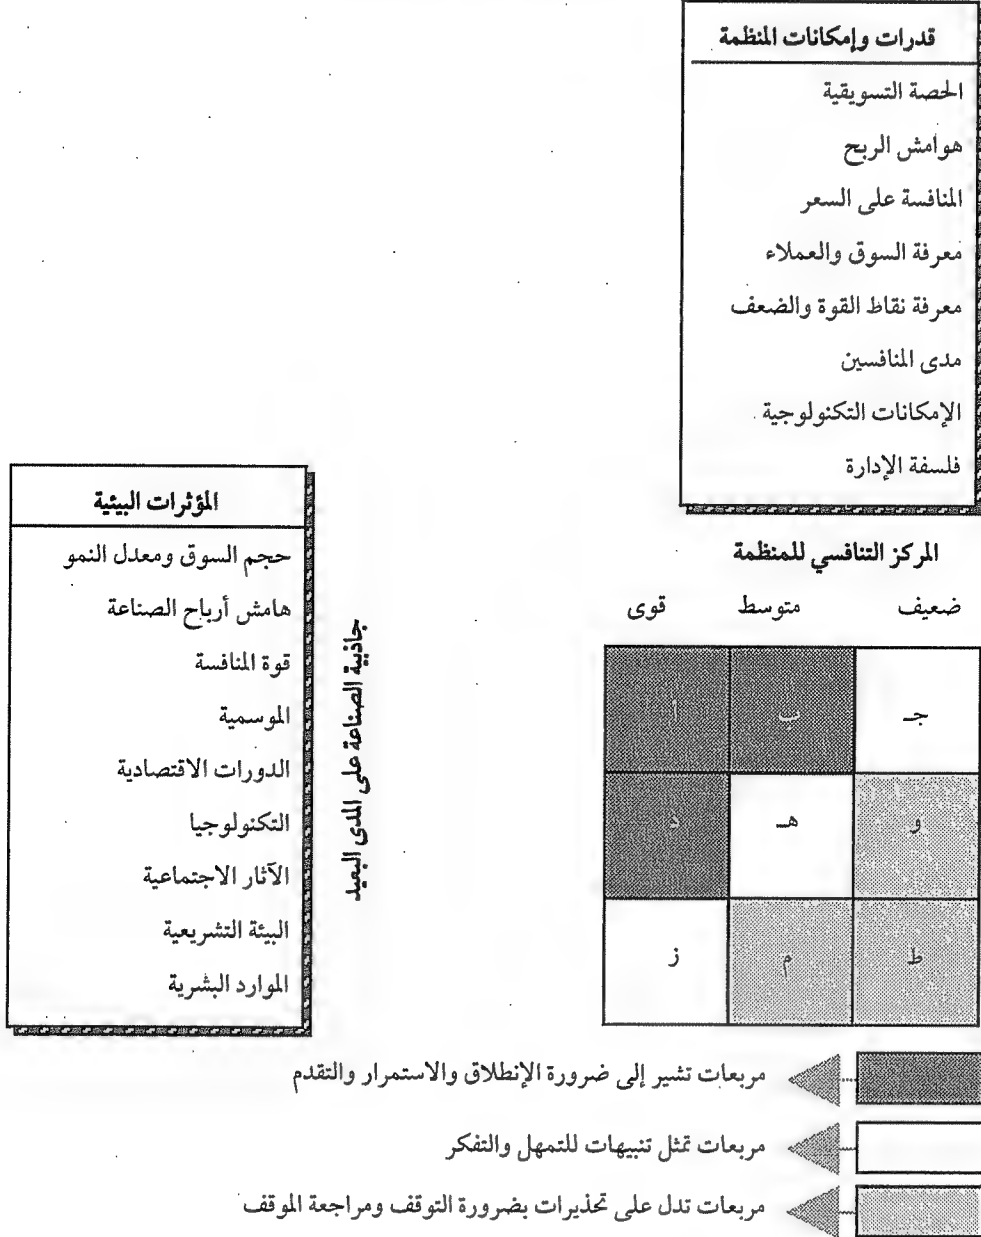 قدرات وإمكانات المنظمة
الحصة التسويقية
هوامش الربح
المنافسة على السعر
معرفة السوق والعملاء
معرفة نقاط القوة والضعف
مدى المنافسين
الإمكانات التكنولوجية
فلسفة الإدارة
المؤثرات البيئية
حجم السوق ومعدل النمو
هامش أرباح الصناعة
قوة المنافسة
الموسمية
الدورات الاقتصادية
التكنولوجيا
الآثار الاجتماعية
البيئة التشريعية
الموارد البشرية
جاذبية الصناعة على المدى البعيد
المركز التنافسي للمنظمة
ضعيف متوسط قوى
جـ ب أ
و هـ د
ط م ز
مربعات تشير إلى ضرورة الإنطلاق والاستمرار والتقدم
مربعات تمثل تنبيهات للتمهل والتفكر
مربعات تدل على تحذيرات بضرورة التوقف ومراجعة الموقف